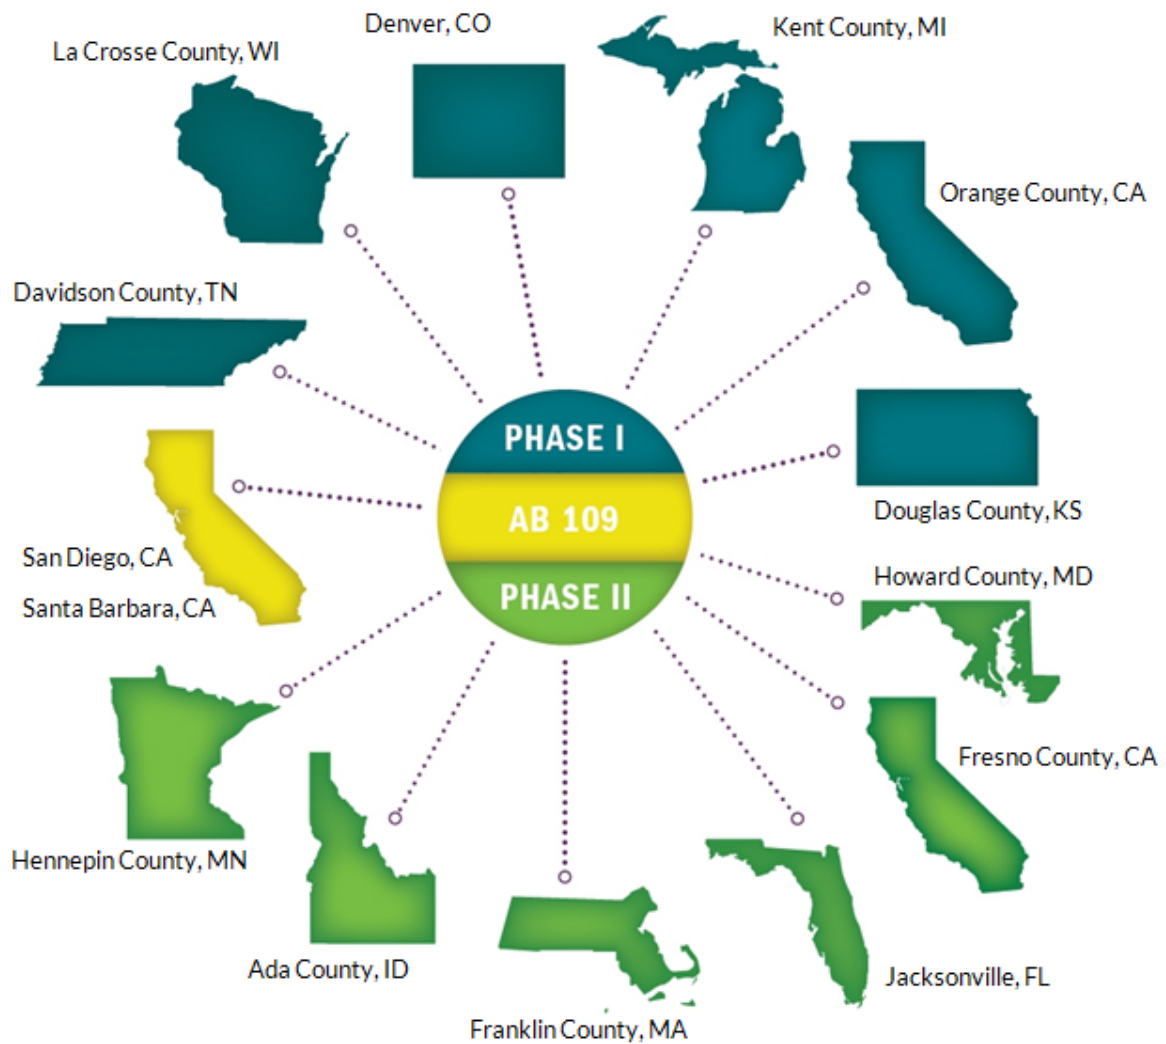 Denver, CO
Kent County, MI
La Crosse County, WI
Orange County, CA
Davidson County, TN
PHASE I
AB 109
PHASE II
Douglas County, KS
San Diego, CA
Santa Barbara, CA
Howard County, MD
Fresno County, CA
Hennepin County, MN
Ada County, ID
Jacksonville, FL
Franklin County, MA